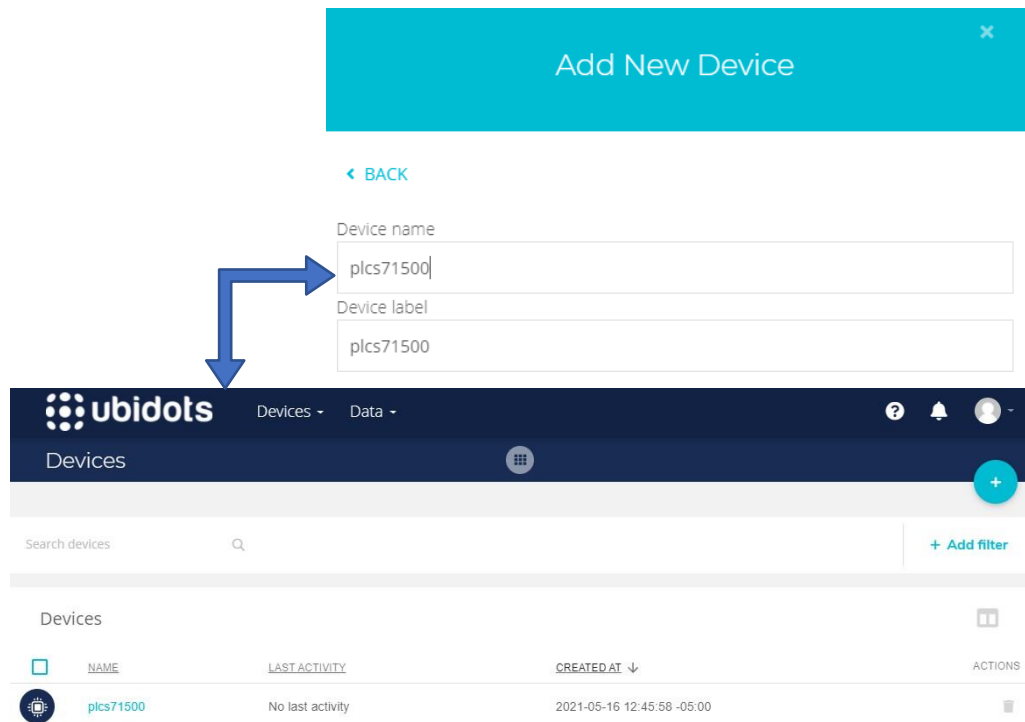 Add New Device
BACK
Device name
plcs71500
Device label
plcs71500
ubidots Devices Data
Devices
Search devices + Add filter
Devices
NAME LAST ACTIVITY CREATED AT ACTIONS
plcs71500 No last activity 2021-05-16 12:45:58 -05:00